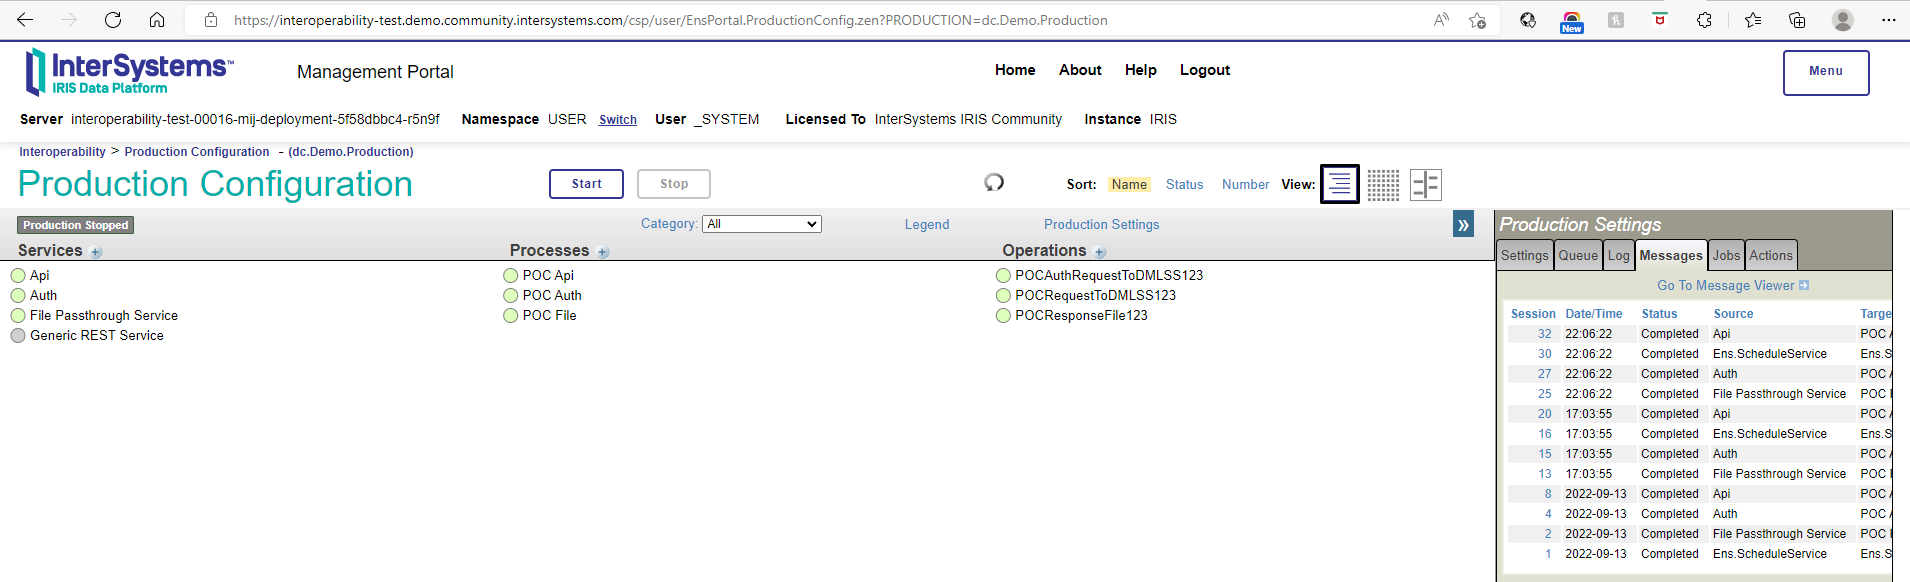 https://interoperability-test.demo.community.intersystems.com/csp/user/EnsPortal.ProductionConfig.zen?PRODUCTION=dc.Demo.Production
New
InterSystems™
IRIS Data Platform
Management Portal
Home About Help Logout
Menu
Server interoperability-test-00016-mij-deployment-5f58dbbc4-r5n9f Namespace USER Switch User _SYSTEM Licensed To InterSystems IRIS Community Instance IRIS
Interoperability > Production Configuration - (dc.Demo.Production)
Production Configuration
Start Stop
Sort: Name Status Number View:
Production Stopped
Category: All
Legend
Production Settings
»
Services +
Api
Auth
File Passthrough Service
Generic REST Service
Processes +
POC Api
POC Auth
POC File
Operations +
POCAuthRequestToDMLSS123
POCRequestToDMLSS123
POCResponseFile123
Production Settings
Settings Queue Log Messages Jobs Actions
Go To Message Viewer
Session Date/Time Status Source Targe
32 22:06:22 Completed Api POC A
30 22:06:22 Completed Ens.ScheduleService Ens.S
27 22:06:22 Completed Auth POC A
25 22:06:22 Completed File Passthrough Service POC F
20 17:03:55 Completed Api POC A
16 17:03:55 Completed Ens.ScheduleService Ens.S
15 17:03:55 Completed Auth POC A
13 17:03:55 Completed File Passthrough Service POC F
8 2022-09-13 Completed Api POC A
4 2022-09-13 Completed Auth POC A
2 2022-09-13 Completed File Passthrough Service POC F
1 2022-09-13 Completed Ens.ScheduleService Ens.S